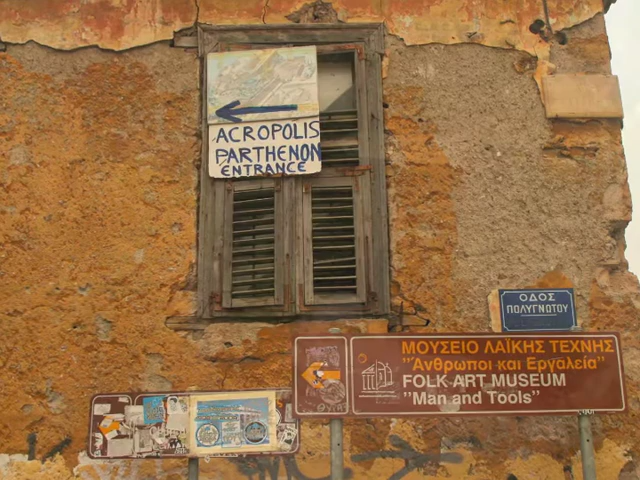 ACROPOLIS
PARTHENON
ENTRANCE
ΟΔΟΣ
ΠΟΛΥΓΝΩΤΟΥ
ΜΟΥΣΕΙΟ ΛΑΪΚΗΣ ΤΕΧΝΗΣ
"Άνθρωποι και Εργαλεία"
FOLK ART MUSEUM
"Man and Tools"